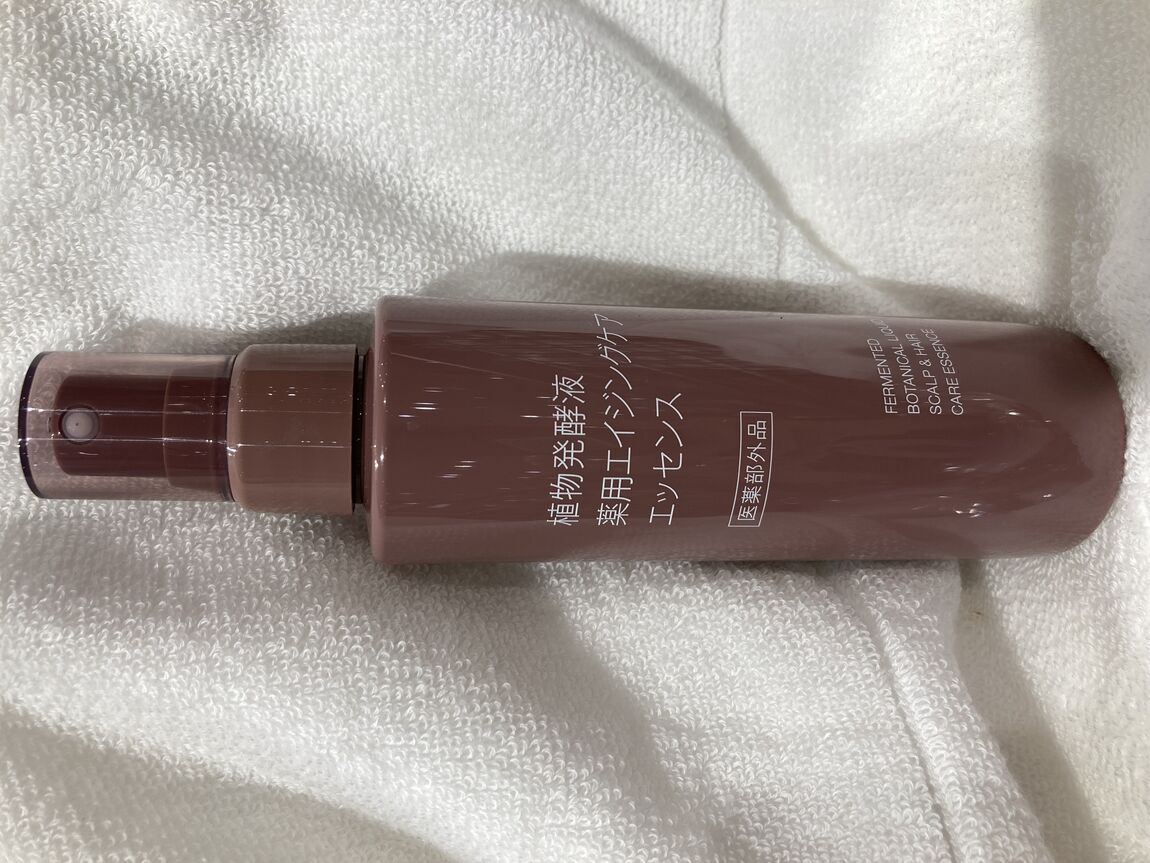 植物発酵液
薬用エイジングケア
エッセンス
医薬部外品
FERMENTED
BOTANICAL LIQUID
SCALP & HAIR
CARE ESSENCE